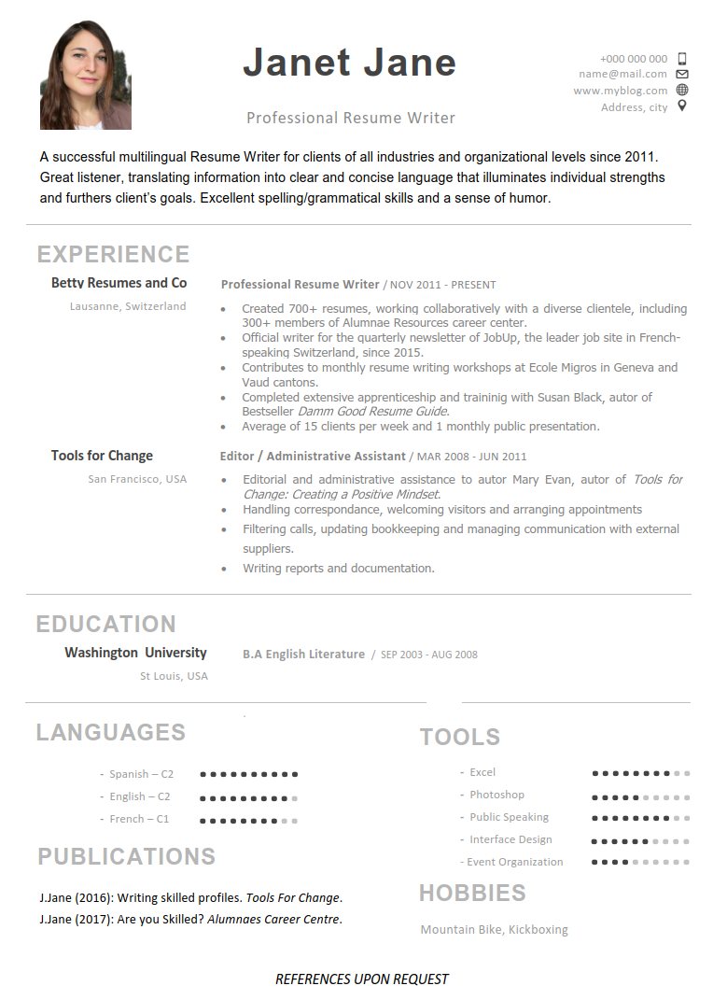 Janet Jane
Professional Resume Writer
+000 000 000
name@mail.com
www.myblog.com
Address, city
A successful multilingual Resume Writer for clients of all industries and organizational levels since 2011.
Great listener, translating information into clear and concise language that illuminates individual strengths
and furthers client’s goals. Excellent spelling/grammatical skills and a sense of humor.
EXPERIENCE
Betty Resumes and Co
Lausanne, Switzerland
Professional Resume Writer / NOV 2011 - PRESENT
• Created 700+ resumes, working collaboratively with a diverse clientele, including
300+ members of Alumnae Resources career center.
• Official writer for the quarterly newsletter of JobUp, the leader job site in French-
speaking Switzerland, since 2015.
• Contributes to monthly resume writing workshops at Ecole Migros in Geneva and
Vaud cantons.
• Completed extensive apprenticeship and traininig with Susan Black, autor of
Bestseller Damm Good Resume Guide.
• Average of 15 clients per week and 1 monthly public presentation.
Tools for Change
San Francisco, USA
Editor / Administrative Assistant / MAR 2008 - JUN 2011
• Editorial and administrative assistance to autor Mary Evan, autor of Tools for
Change: Creating a Positive Mindset.
• Handling correspondance, welcoming visitors and arranging appointments
• Filtering calls, updating bookkeeping and managing communication with external
suppliers.
• Writing reports and documentation.
EDUCATION
Washington University
St Louis, USA
B.A English Literature / SEP 2003 - AUG 2008
LANGUAGES
- Spanish – C2
- English – C2
- French – C1
TOOLS
- Excel
- Photoshop
- Public Speaking
- Interface Design
- Event Organization
PUBLICATIONS
J.Jane (2016): Writing skilled profiles. Tools For Change.
J.Jane (2017): Are you Skilled? Alumnaes Career Centre.
HOBBIES
Mountain Bike, Kickboxing
REFERENCES UPON REQUEST